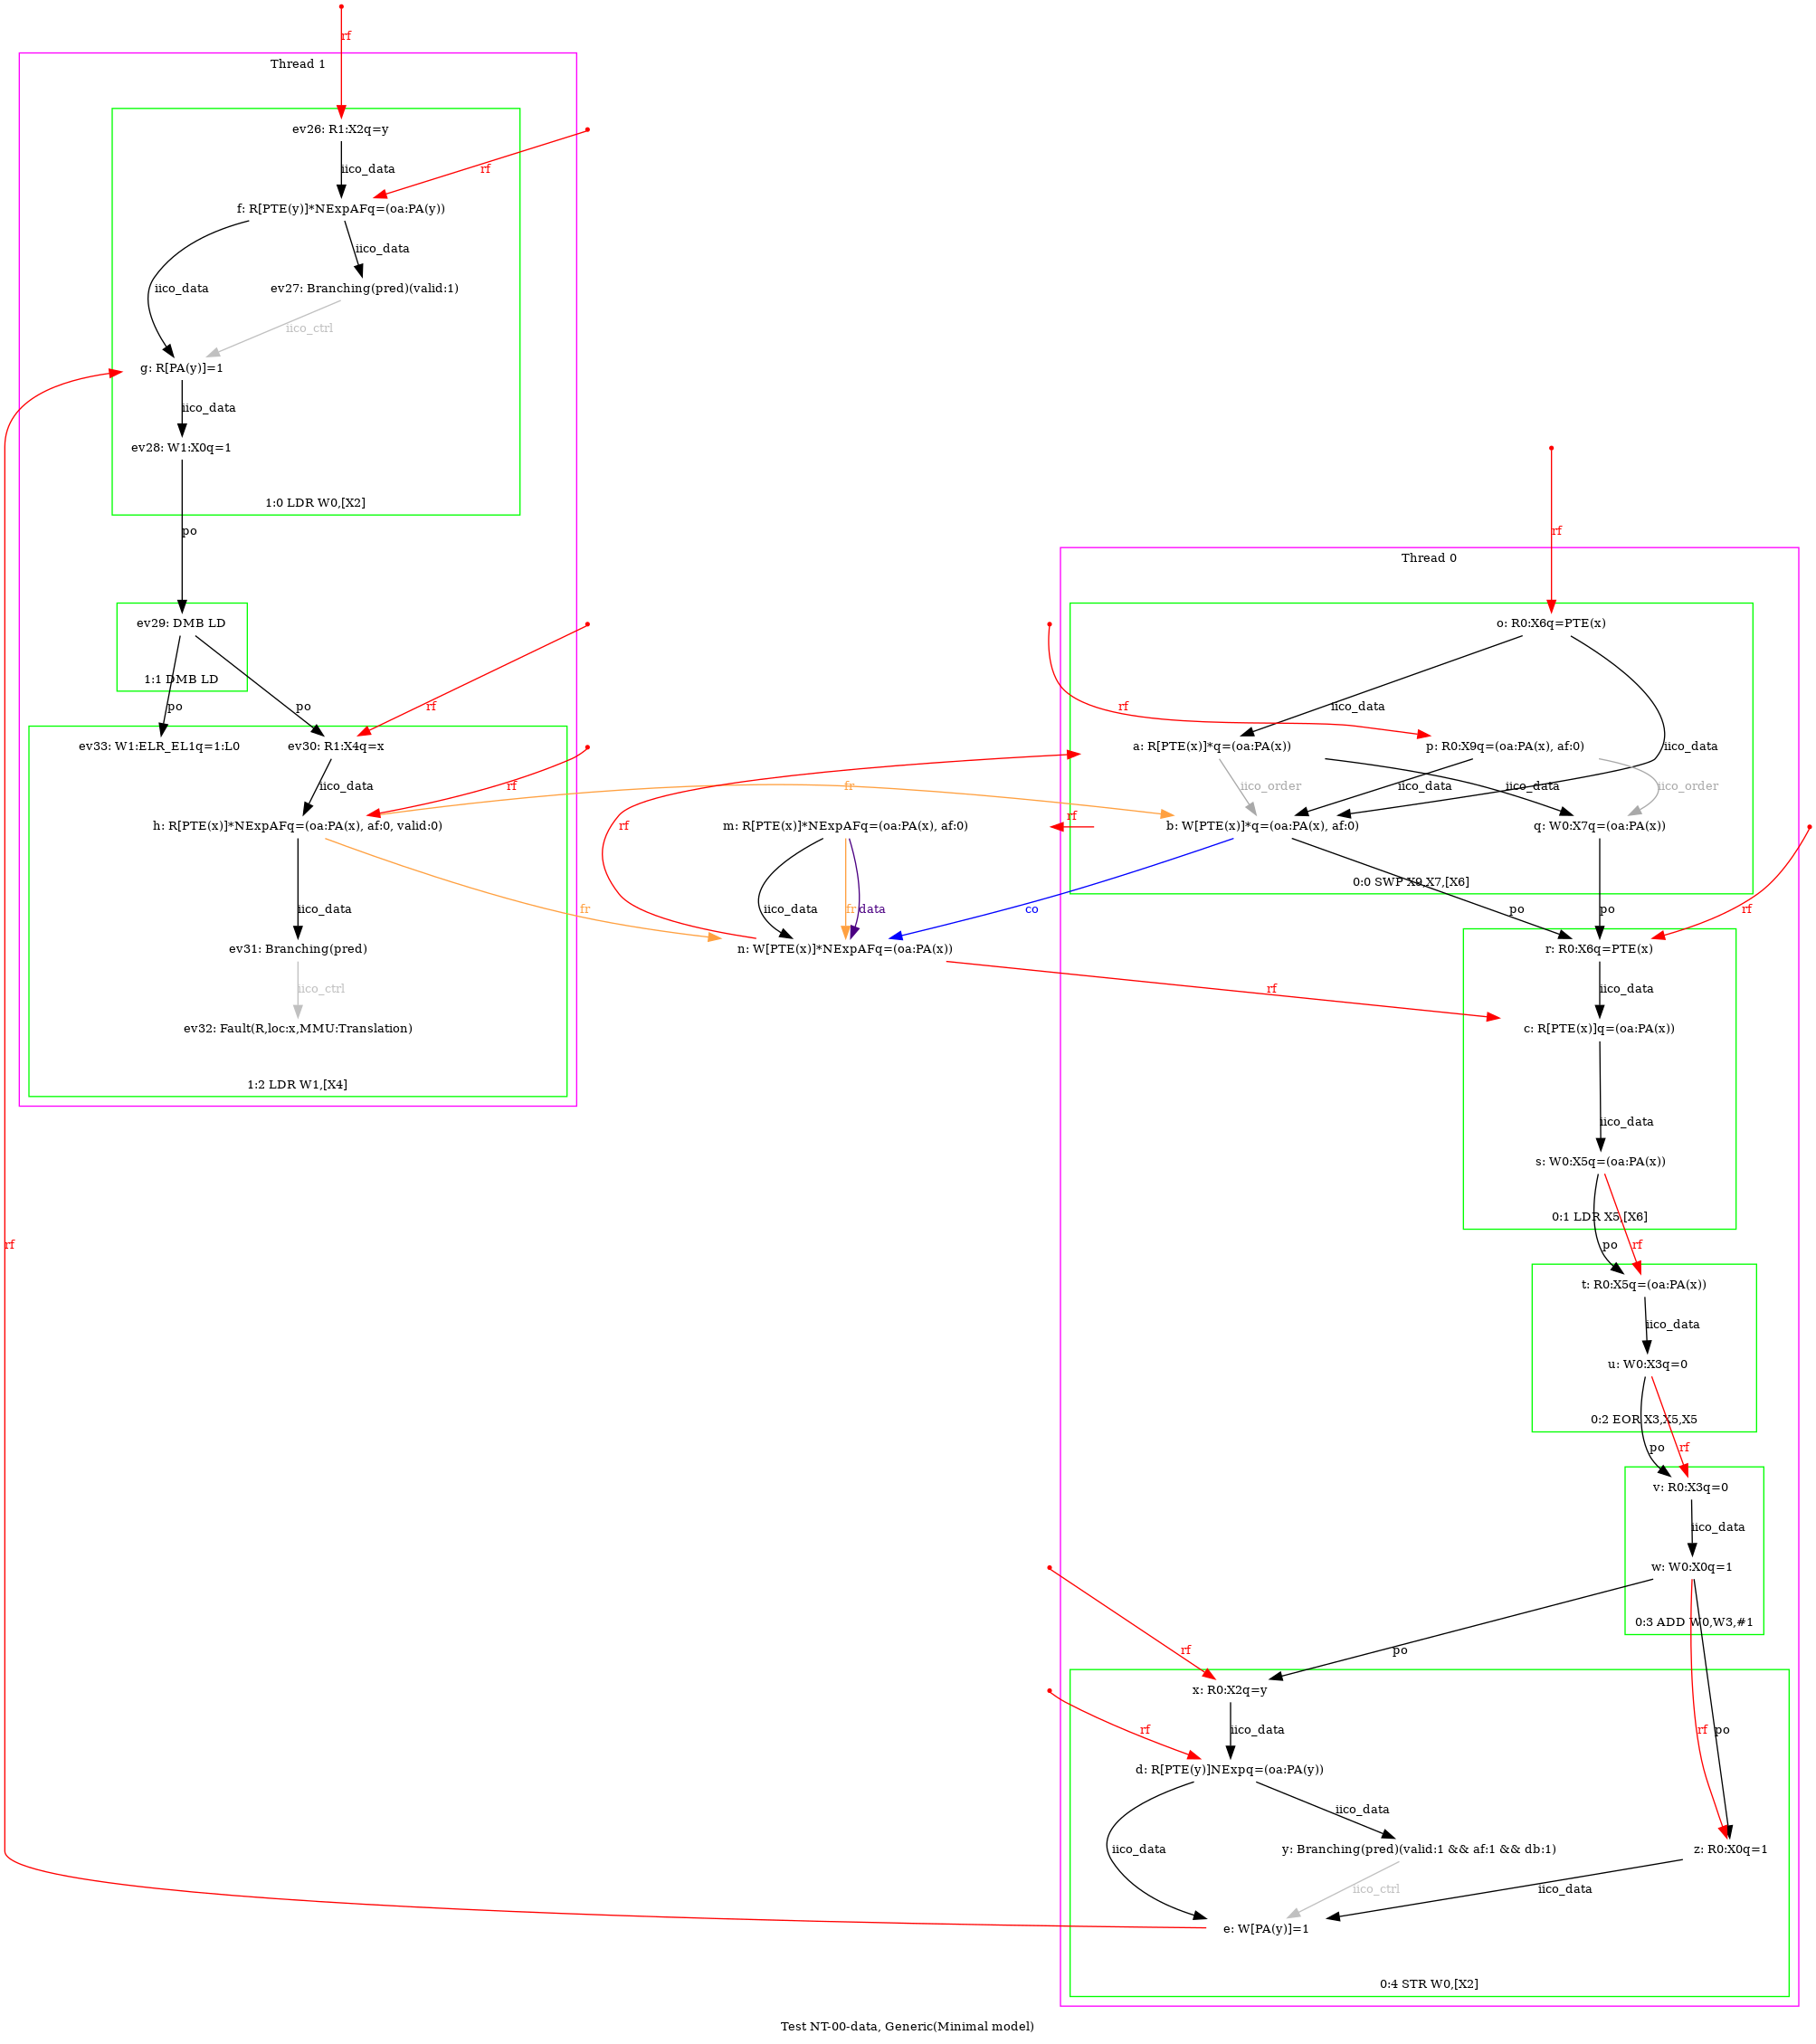 rf
Thread 1
ev26: R1:X2q=y
iico_data
rf
f: R[PTE(y)]*NExpAFq=(oa:PA(y))
iico_data
iico_data
ev27: Branching(pred)(valid:1)
iico_ctrl
g: R[PA(y)]=1
iico_data
ev28: W1:X0q=1
1:0 LDR W0,[X2]
po
ev29: DMB LD
1:1 DMB LD
po
po
rf
ev33: W1:ELR_EL1q=1:L0
ev30: R1:X4q=x
iico_data
rf
fr
h: R[PTE(x)]*NExpAFq=(oa:PA(x), af:0, valid:0)
iico_data
fr
ev31: Branching(pred)
iico_ctrl
ev32: Fault(R,loc:x,MMU:Translation)
1:2 LDR W1,[X4]
rf
m: R[PTE(x)]*NExpAFq=(oa:PA(x), af:0)
rf
iico_data
fr
data
co
n: W[PTE(x)]*NExpAFq=(oa:PA(x))
rf
rf
Thread 0
o: R0:X6q=PTE(x)
rf
iico_data
iico_data
a: R[PTE(x)]*q=(oa:PA(x))
p: R0:X9q=(oa:PA(x), af:0)
iico_order
iico_data
iico_data
iico_order
b: W[PTE(x)]*q=(oa:PA(x), af:0)
q: W0:X7q=(oa:PA(x))
0:0 SWP X9,X7,[X6]
po
po
rf
r: R0:X6q=PTE(x)
iico_data
c: R[PTE(x)]q=(oa:PA(x))
iico_data
s: W0:X5q=(oa:PA(x))
0:1 LDR X5,[X6]
po
rf
t: R0:X5q=(oa:PA(x))
iico_data
u: W0:X3q=0
0:2 EOR X3,X5,X5
po
rf
v: R0:X3q=0
iico_data
w: W0:X0q=1
0:3 ADD W0,W3,#1
rf
po
x: R0:X2q=y
rf
iico_data
rf
po
d: R[PTE(y)]NExpq=(oa:PA(y))
iico_data
iico_data
y: Branching(pred)(valid:1 && af:1 && db:1)
z: R0:X0q=1
iico_ctrl
iico_data
e: W[PA(y)]=1
0:4 STR W0,[X2]
rf
Test NT-00-data, Generic(Minimal model)